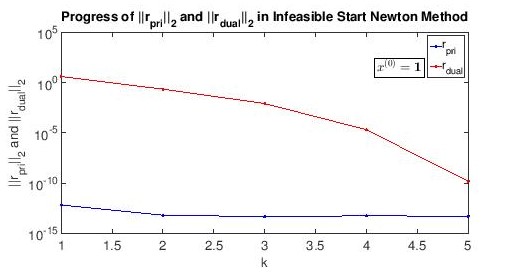 Progress of ||r_pri||_2 and ||r_dual||_2 in Infeasible Start Newton Method
10^5
r_pri
r_dual
x^(0) = 1
10^0
10^-5
10^-10
10^-15
||r_pri||_2 and ||r_dual||_2
1 1.5 2 2.5 3 3.5 4 4.5 5
k